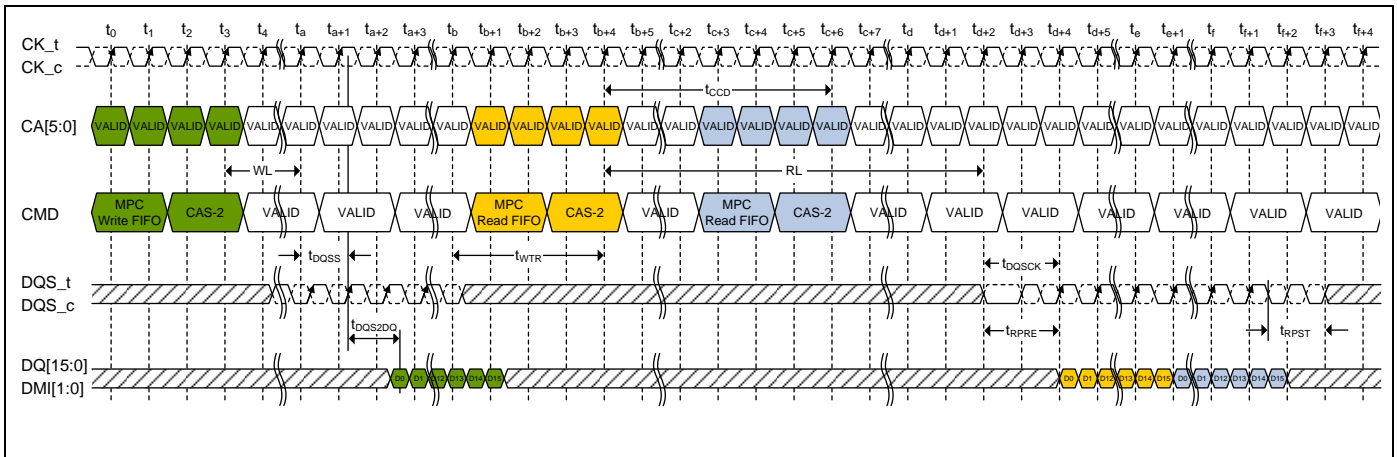 t0 t1 t2 t3 t4 ta ta+1 ta+2 ta+3 tb tb+1 tb+2 tb+3 tb+4 tb+5 tc+2 tc+3 tc+4 tc+5 tc+6 tc+7 td td+1 td+2 td+3 td+4 td+5 te te+1 tf tf+1 tf+2 tf+3 tf+4
CK_t
CK_c
tCCD
CA[5:0] VALID VALID VALID VALID VALID VALID VALID VALID VALID VALID VALID VALID VALID VALID VALID VALID VALID VALID VALID VALID VALID VALID VALID VALID VALID VALID VALID VALID VALID VALID VALID VALID VALID VALID
WL RL
CMD MPC Write FIFO CAS-2 VALID VALID VALID MPC Read FIFO CAS-2 VALID MPC Read FIFO CAS-2 VALID VALID VALID VALID VALID VALID VALID
tDQSS tWTR tDQSCK
DQS_t
DQS_c
tDQS2DQ tRPRE tRPST
DQ[15:0]
DMI[1:0]
D0 D1 D12 D13 D14 D15 D0 D1 D12 D13 D14 D15 D0 D1 D12 D13 D14 D15